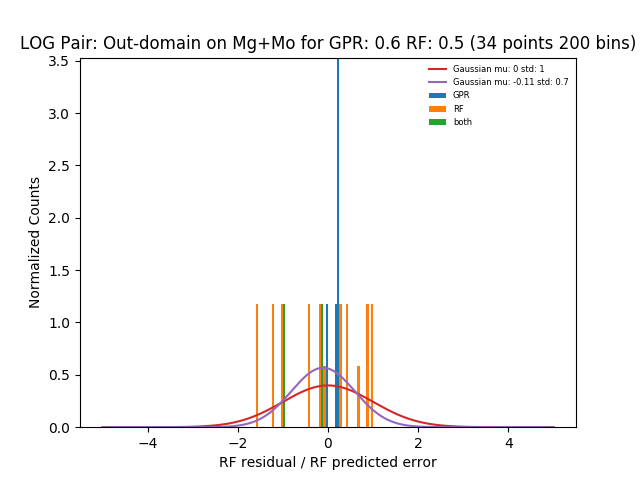 LOG Pair: Out-domain on Mg+Mo for GPR: 0.6 RF: 0.5 (34 points 200 bins)
Gaussian mu: 0 std: 1
Gaussian mu: -0.11 std: 0.7
GPR
RF
both
Normalized Counts
3.5
3.0
2.5
2.0
1.5
1.0
0.5
0.0
−4
−2
0
2
4
RF residual / RF predicted error